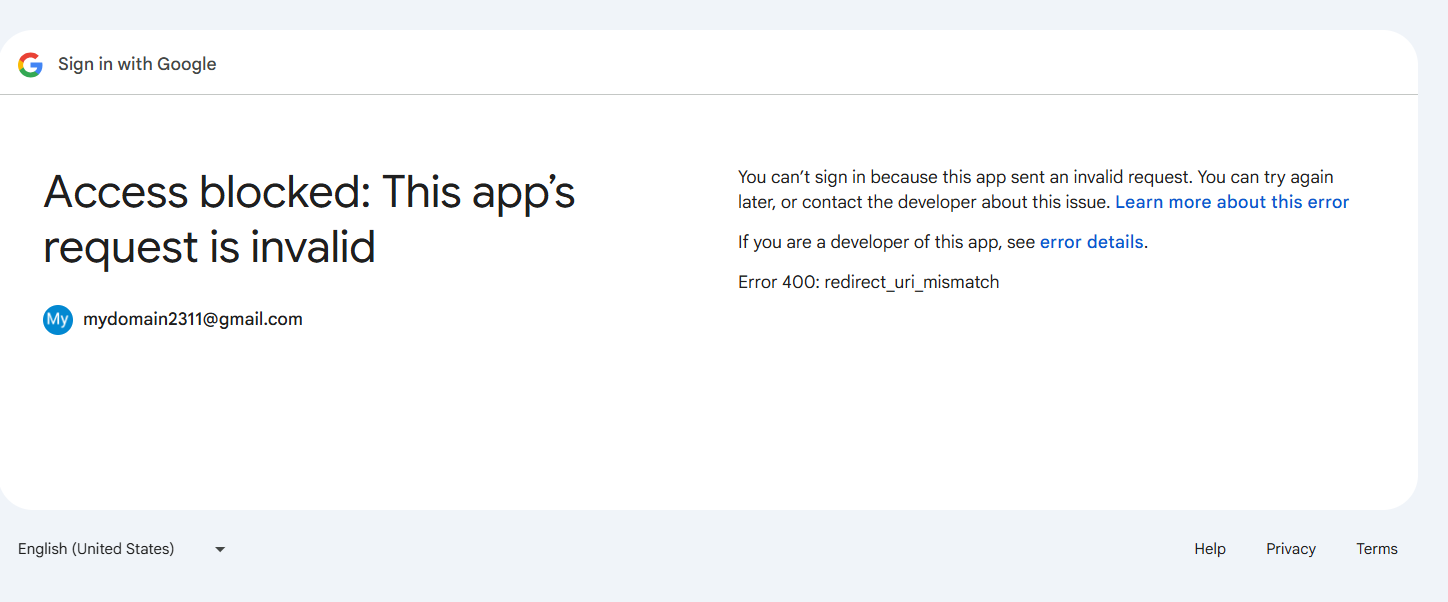 Sign in with Google
Access blocked: This app’s
request is invalid
My
mydomain2311@gmail.com
You can’t sign in because this app sent an invalid request. You can try again
later, or contact the developer about this issue. Learn more about this error
If you are a developer of this app, see error details.
Error 400: redirect_uri_mismatch
English (United States)
Help
Privacy
Terms